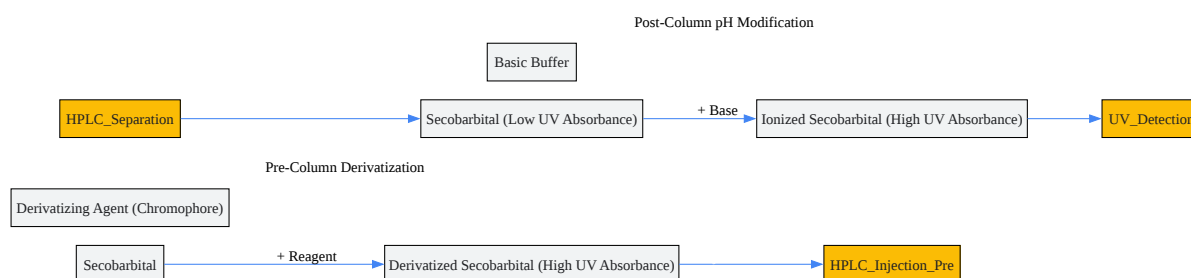 Post-Column pH Modification
Basic Buffer
HPLC_Separation
Secobarbital (Low UV Absorbance)
+ Base
Ionized Secobarbital (High UV Absorbance)
UV_Detection
Pre-Column Derivatization
Derivatizing Agent (Chromophore)
Secobarbital
+ Reagent
Derivatized Secobarbital (High UV Absorbance)
HPLC_Injection_Pre